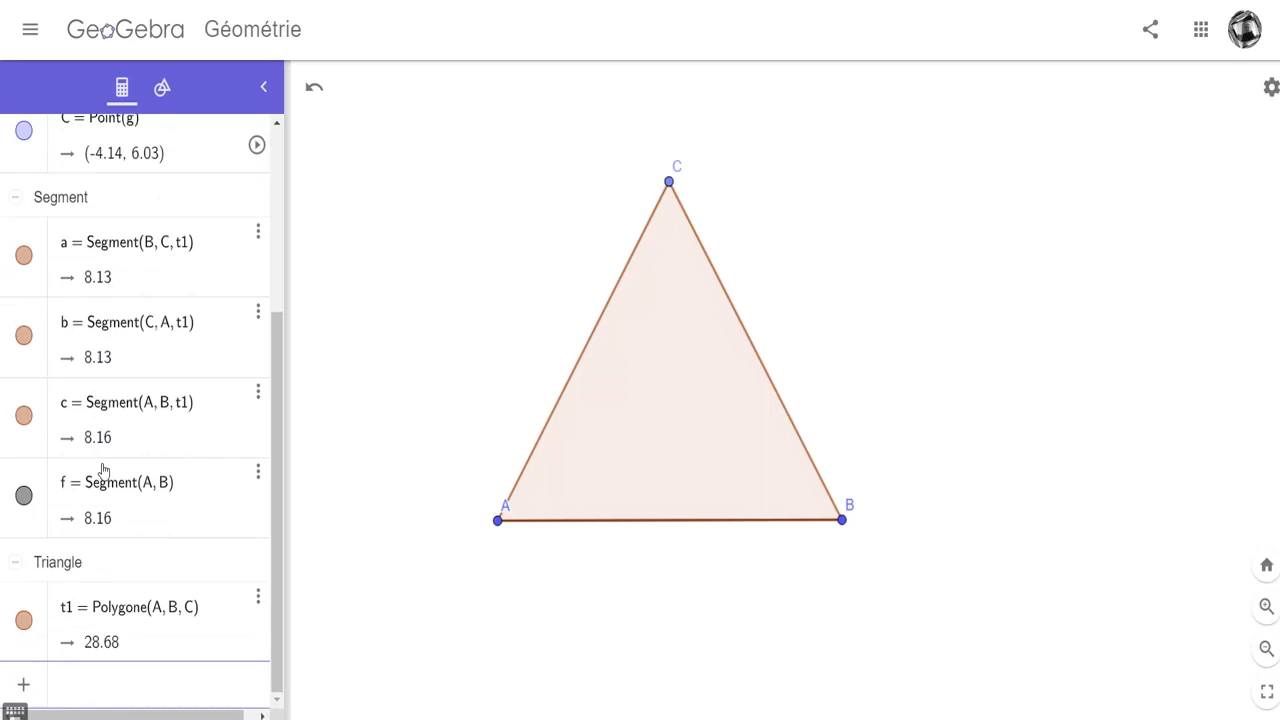 GeoGebra Géométrie
C = Point(g)
→ (-4.14, 6.03)
Segment
a = Segment(B, C, t1)
→ 8.13
b = Segment(C, A, t1)
→ 8.13
c = Segment(A, B, t1)
→ 8.16
f = Segment(A, B)
→ 8.16
Triangle
t1 = Polygone(A, B, C)
→ 28.68
C
A
B